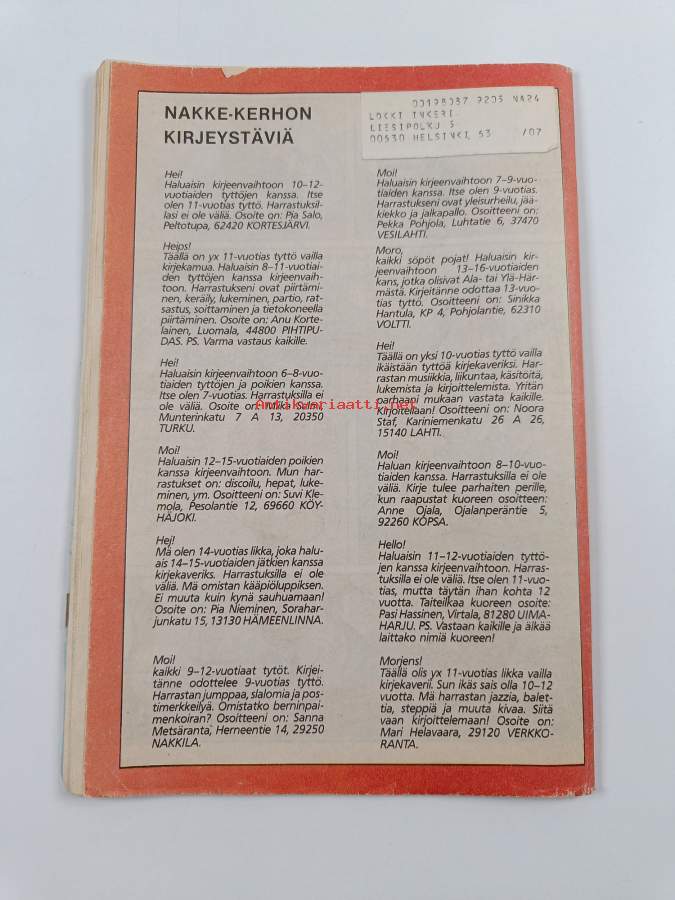 NAKKE-KERHON
KIRJEYSTÄVIÄ
Hei!
Haluaisin kirjeenvaihtoon 10–12-
vuotiaiden tyttöjen kanssa. Itse
olen 11-vuotias tyttö. Harrastuksil-
lasi ei ole väliä. Osoite on: Pia Salo,
Peltotupa, 62420 KORTESJÄRVI.
Heips!
Täällä on yx 11-vuotias tyttö vailla
kirjekamua. Haluaisin 8–11-vuotiai-
den tyttöjen kanssa kirjeenvaih-
toon. Harrastukseni ovat piirtämi-
nen, keräily, lukeminen, partio, rat-
sastus, soittaminen ja tietokoneella
piirtäminen. Osoite on: Anu Korte-
lainen, Luomala, 44800 PIHTIPU-
DAS. PS. Varma vastaus kaikille.
Hei!
Haluaisin kirjeenvaihtoon 6–8-vuo-
tiaiden tyttöjen ja poikien kanssa.
Itse olen 7-vuotias. Harrastuksilla ei
ole väliä. Osoite on:
Munterinkatu 7 A 13, 20350
TURKU.
Moi!
Haluaisin 12–15-vuotiaiden poikien
kanssa kirjeenvaihtoon. Mun har-
rastukset on: discoilu, hepat, luke-
minen, ym. Osoitteeni on: Suvi Kle-
mola, Pesolantie 12, 69660 KÖY-
HÄJOKI.
Hej!
Mä olen 14-vuotias likka, joka halu-
ais 14–15-vuotiaiden jätkien kanssa
kirjekaveriks. Harrastuksilla ei ole
väliä. Mä omistan kääpiöluppiksen.
Ei muuta kuin kynä sauhuamaan!
Osoite on: Pia Nieminen, Sorahar-
junkatu 15, 13130 HÄMEENLINNA.
Moi!
kaikki 9–12-vuotiaat tytöt. Kirjei-
tänne odottelee 9-vuotias tyttö.
Harrastan jumppaa, slalomia ja pos-
timerkkeilyä. Omistatko berninpai-
menkoiran? Osoitteeni on: Sanna
Metsäranta, Herneentie 14, 29250
NAKKILA.
LOKKI INKERI
LIESIPOLKU 5
00630 HELSINKI 63 /07
Moi!
Haluaisin kirjeenvaihtoon 7–9-vuo-
tiaiden kanssa. Itse olen 9-vuotias.
Harrastukseni ovat yleisurheilu, jää-
kiekko ja jalkapallo. Osoitteeni on:
Pekka Pohjola, Luhtatie 6, 37470
VESILAHTI.
Moro,
kaikki söpöt pojat! Haluaisin kir-
jeenvaihtoon 13–16-vuotiaiden
kans, jotka olisivat Ala- tai Ylä-Här-
mästä. Kirjeitänne odottaa 13-vuo-
tias tyttö. Osoitteeni on: Sinikka
Hantula, KP 4, Pohjolantie, 62310
VOLTTI.
Hei!
Täällä on yksi 10-vuotias tyttö vailla
ikäistään tyttöä kirjekaveriksi. Har-
rastan musiikkia, liikuntaa, käsitöitä,
lukemista ja kirjoittelemista. Yritän
parhaani mukaan vastata kaikille.
Kirjoitellaan! Osoitteeni on: Noora
Staf, Kariniemenkatu 26 A 26,
15140 LAHTI.
Moi!
Haluan kirjeenvaihtoon 8–10-vuo-
tiaiden kanssa. Harrastuksilla ei ole
väliä. Kirje tulee parhaiten perille,
kun raapustat kuoreen osoitteen:
Anne Ojala, Ojalanperäntie 5,
92260 KOPSA.
Hello!
Haluaisin 11–12-vuotiaiden tyttö-
jen kanssa kirjeenvaihtoon. Harras-
tuksilla ei ole väliä. Itse olen 11-vuo-
tias, mutta täytän ihan kohta 12
vuotta. Taiteilkaa kuoreen osoite:
Pasi Hassinen, Virtala, 81280 UIMA-
HARJU. PS. Vastaan kaikille ja älkää
laittako nimiä kuoreen!
Morjens!
Täällä olis yx 11-vuotias likka vailla
kirjekaverii. Sun ikäs sais olla 10–12
vuotta. Mä harrastan jazzia, balet-
tia, steppiä ja muuta kivaa. Siitä
vaan kirjoittelemaan! Osoite on:
Mari Helavaara, 29120 VERKKO-
RANTA.
Antikvariaatti.net